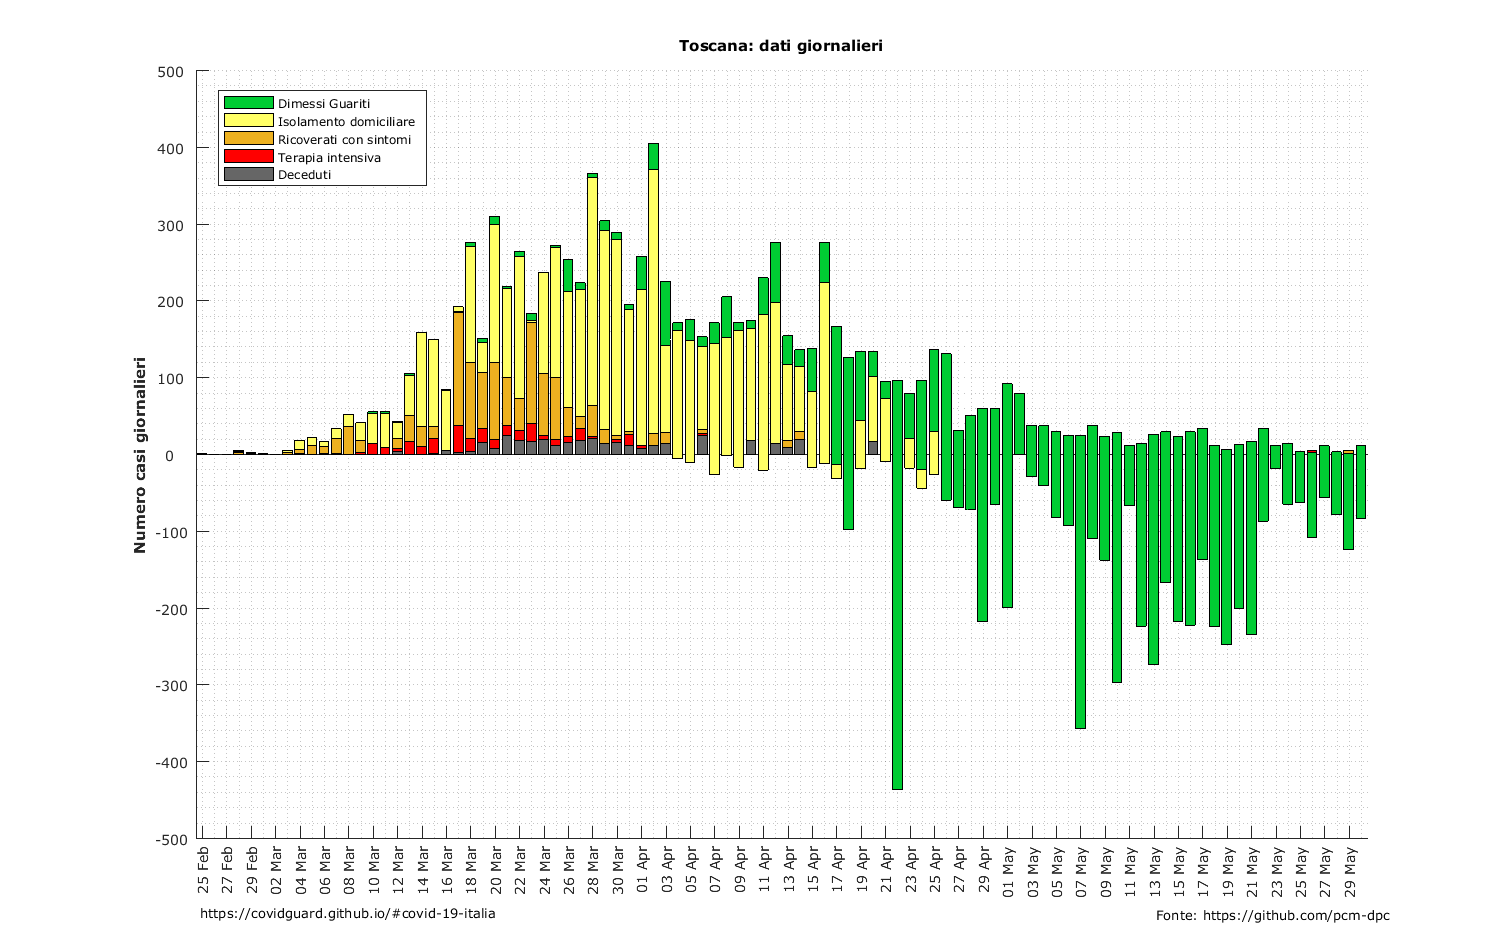 Toscana: dati giornalieri
Dimessi Guariti
Isolamento domiciliare
Ricoverati con sintomi
Terapia intensiva
Deceduti
Numero casi giornalieri
500
400
300
200
100
0
-100
-200
-300
-400
-500
25 Feb
27 Feb
29 Feb
02 Mar
04 Mar
06 Mar
08 Mar
10 Mar
12 Mar
14 Mar
16 Mar
18 Mar
20 Mar
22 Mar
24 Mar
26 Mar
28 Mar
30 Mar
01 Apr
03 Apr
05 Apr
07 Apr
09 Apr
11 Apr
13 Apr
15 Apr
17 Apr
19 Apr
21 Apr
23 Apr
25 Apr
27 Apr
29 Apr
01 May
03 May
05 May
07 May
09 May
11 May
13 May
15 May
17 May
19 May
21 May
23 May
25 May
27 May
29 May
https://covidguard.github.io/#covid-19-italia
Fonte: https://github.com/pcm-dpc